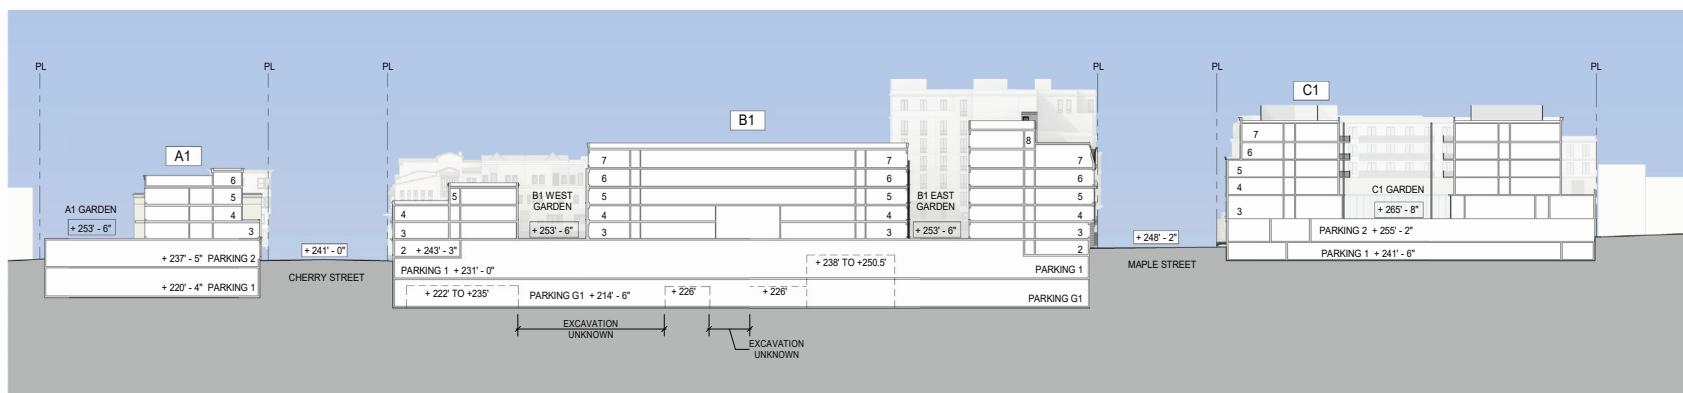 PL
PL
PL
PL
PL
PL
A1
B1
C1
A1 GARDEN
+ 253' - 6"
6
5
4
3
+ 237' - 5" PARKING 2
+ 220' - 4" PARKING 1
+ 241' - 0"
CHERRY STREET
5
4
3
2 + 243' - 3"
PARKING 1 + 231' - 0"
B1 WEST
GARDEN
+ 253' - 6"
7
6
5
4
3
7
6
5
4
3
B1 EAST
GARDEN
+ 253' - 6"
8
7
6
5
4
3
2
PARKING 1
+ 238' TO +250.5'
+ 222' TO +235'
PARKING G1 + 214' - 6"
+ 226'
+ 226'
PARKING G1
EXCAVATION
UNKNOWN
EXCAVATION
UNKNOWN
+ 248' - 2"
MAPLE STREET
7
6
5
4
3
C1 GARDEN
+ 265' - 8"
PARKING 2 + 255' - 2"
PARKING 1 + 241' - 6"